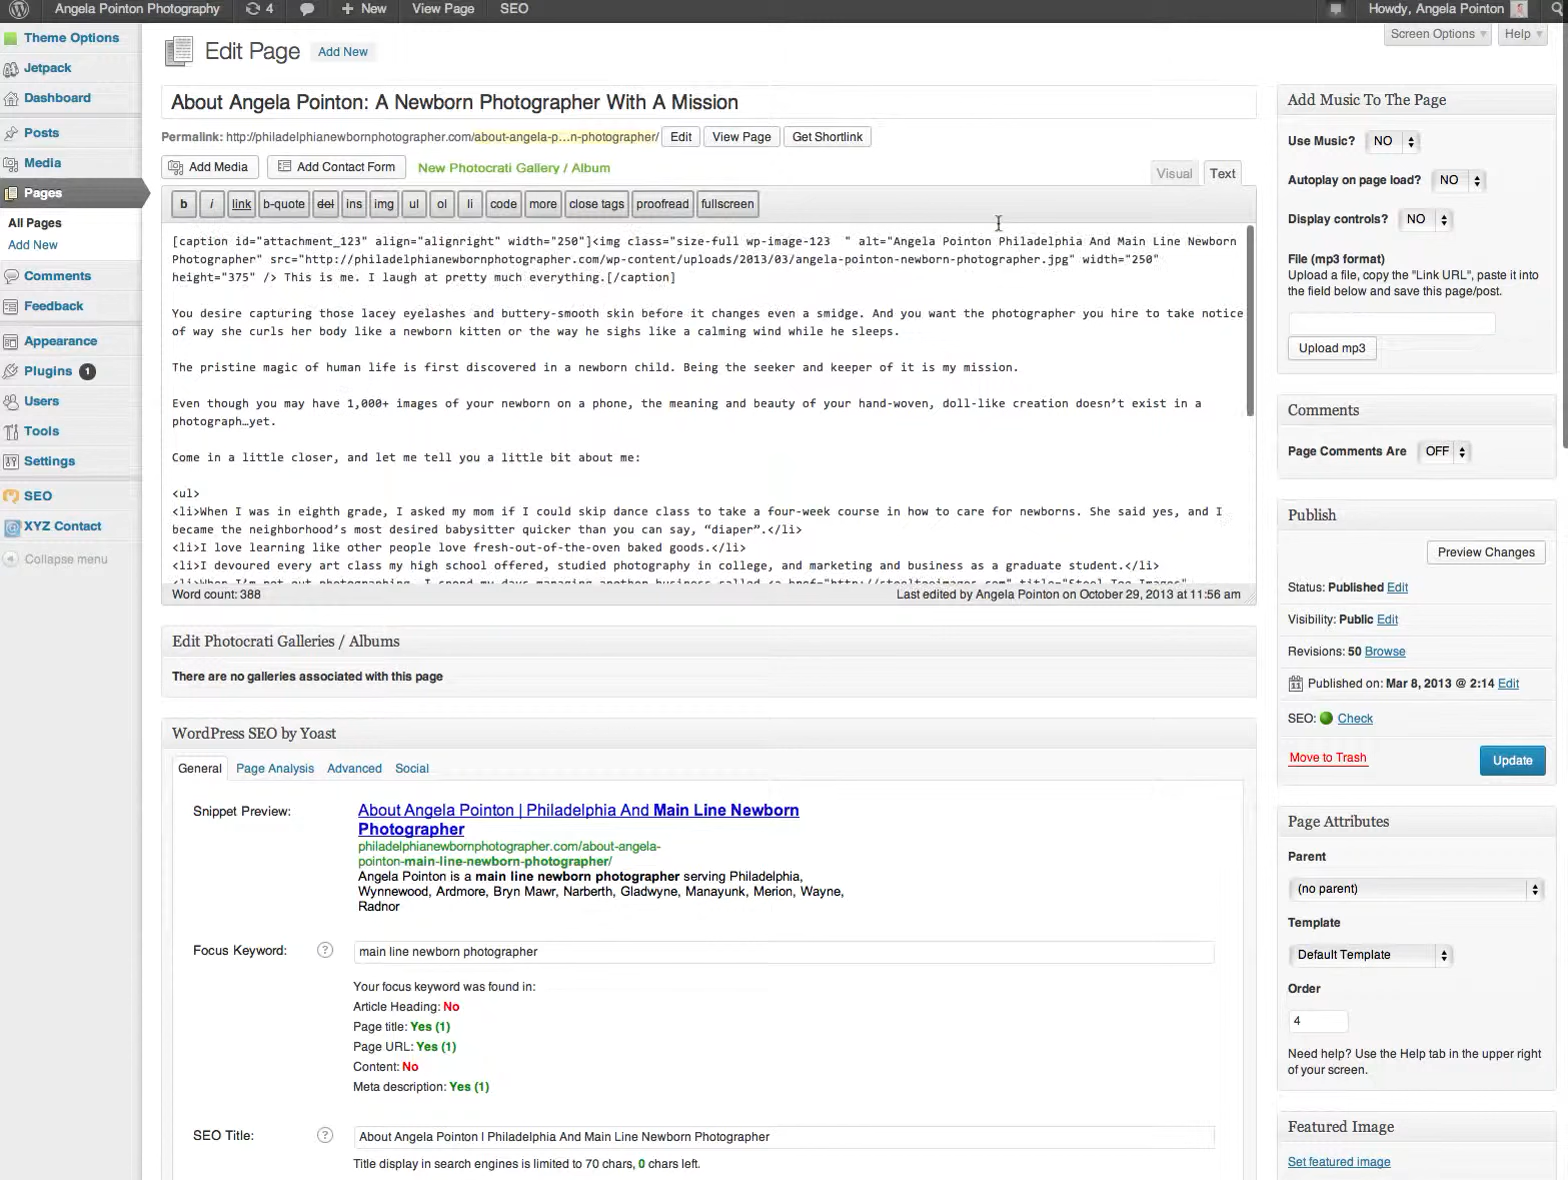 Angela Pointon Photography
4
New
View Page
SEO
Howdy, Angela Pointon
Theme Options
Jetpack
Dashboard
Posts
Media
Pages
All Pages
Add New
Comments
Feedback
Appearance
Plugins 1
Users
Tools
Settings
SEO
XYZ Contact
Collapse menu
Screen Options
Help
Edit Page
Add New
About Angela Pointon: A Newborn Photographer With A Mission
Permalink: http://philadelphianewbornphotographer.com/about-angela-p…n-photographer/ Edit View Page Get Shortlink
Add Media
Add Contact Form
New Photocrati Gallery / Album
Visual
Text
b i link b-quote del ins img ul ol li code more close tags proofread fullscreen
[caption id="attachment_123" align="alignright" width="250"]<img class="size-full wp-image-123  " alt="Angela Pointon Philadelphia And Main Line Newborn
Photographer" src="http://philadelphianewbornphotographer.com/wp-content/uploads/2013/03/angela-pointon-newborn-photographer.jpg" width="250"
height="375" /> This is me. I laugh at pretty much everything.[/caption]
You desire capturing those lacey eyelashes and buttery-smooth skin before it changes even a smidge. And you want the photographer you hire to take notice
of way she curls her body like a newborn kitten or the way he sighs like a calming wind while he sleeps.
The pristine magic of human life is first discovered in a newborn child. Being the seeker and keeper of it is my mission.
Even though you may have 1,000+ images of your newborn on a phone, the meaning and beauty of your hand-woven, doll-like creation doesn’t exist in a
photograph…yet.
Come in a little closer, and let me tell you a little bit about me:
<ul>
<li>When I was in eighth grade, I asked my mom if I could skip dance class to take a four-week course in how to care for newborns. She said yes, and I
became the neighborhood’s most desired babysitter quicker than you can say, “diaper”.</li>
<li>I love learning like other people love fresh-out-of-the-oven baked goods.</li>
<li>I devoured every art class my high school offered, studied photography in college, and marketing and business as a graduate student.</li>
<li>When I’m not out photographing, I spend my days managing another business called <a href="http://steeltoeimages.com" title="Steel Toe Images"
Word count: 388
Last edited by Angela Pointon on October 29, 2013 at 11:56 am
Edit Photocrati Galleries / Albums
There are no galleries associated with this page
WordPress SEO by Yoast
General
Page Analysis
Advanced
Social
Snippet Preview:
About Angela Pointon | Philadelphia And Main Line Newborn
Photographer
philadelphianewbornphotographer.com/about-angela-
pointon-main-line-newborn-photographer/
Angela Pointon is a main line newborn photographer serving Philadelphia,
Wynnewood, Ardmore, Bryn Mawr, Narberth, Gladwyne, Manayunk, Merion, Wayne,
Radnor
Focus Keyword:
?
main line newborn photographer
Your focus keyword was found in:
Article Heading: No
Page title: Yes (1)
Page URL: Yes (1)
Content: No
Meta description: Yes (1)
SEO Title:
?
About Angela Pointon | Philadelphia And Main Line Newborn Photographer
Title display in search engines is limited to 70 chars, 0 chars left.
Add Music To The Page
Use Music? NO
Autoplay on page load? NO
Display controls? NO
File (mp3 format)
Upload a file, copy the "Link URL", paste it into
the field below and save this page/post.
Upload mp3
Comments
Page Comments Are OFF
Publish
Preview Changes
Status: Published Edit
Visibility: Public Edit
Revisions: 50 Browse
11
Published on: Mar 8, 2013 @ 2:14 Edit
SEO: Check
Move to Trash
Update
Page Attributes
Parent
(no parent)
Template
Default Template
Order
4
Need help? Use the Help tab in the upper right
of your screen.
Featured Image
Set featured image